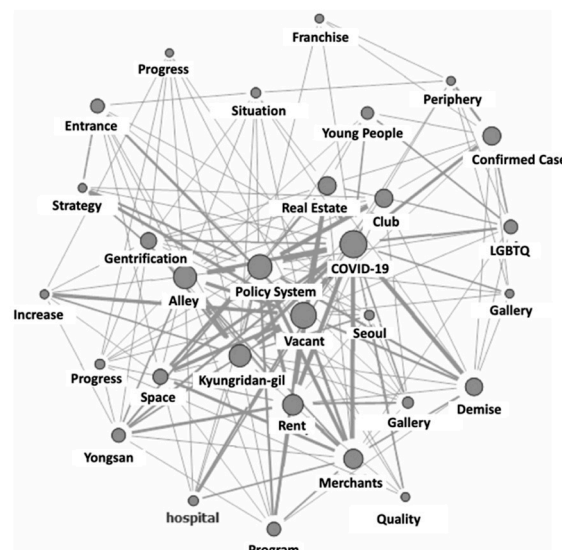 Franchise
Progress
Periphery
Situation
Entrance
Young People
Confirmed Case
Strategy
Real Estate
Club
LGBTQ
Gentrification
COVID-19
Policy System
Alley
Increase
Gallery
Seoul
Vacant
Progress
Kyungridan-gil
Space
Gallery
Demise
Rent
Yongsan
Merchants
hospital
Quality
Program